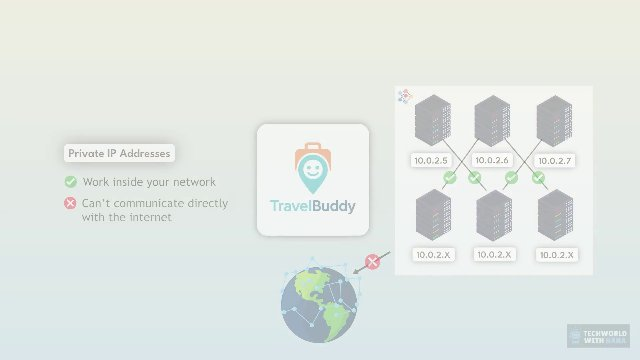 Private IP Addresses
Work inside your network
Can't communicate directly
with the internet
TravelBuddy
10.0.2.5
10.0.2.6
10.0.2.7
10.0.2.X
10.0.2.X
10.0.2.X
TECHWORLD
WITH NANA